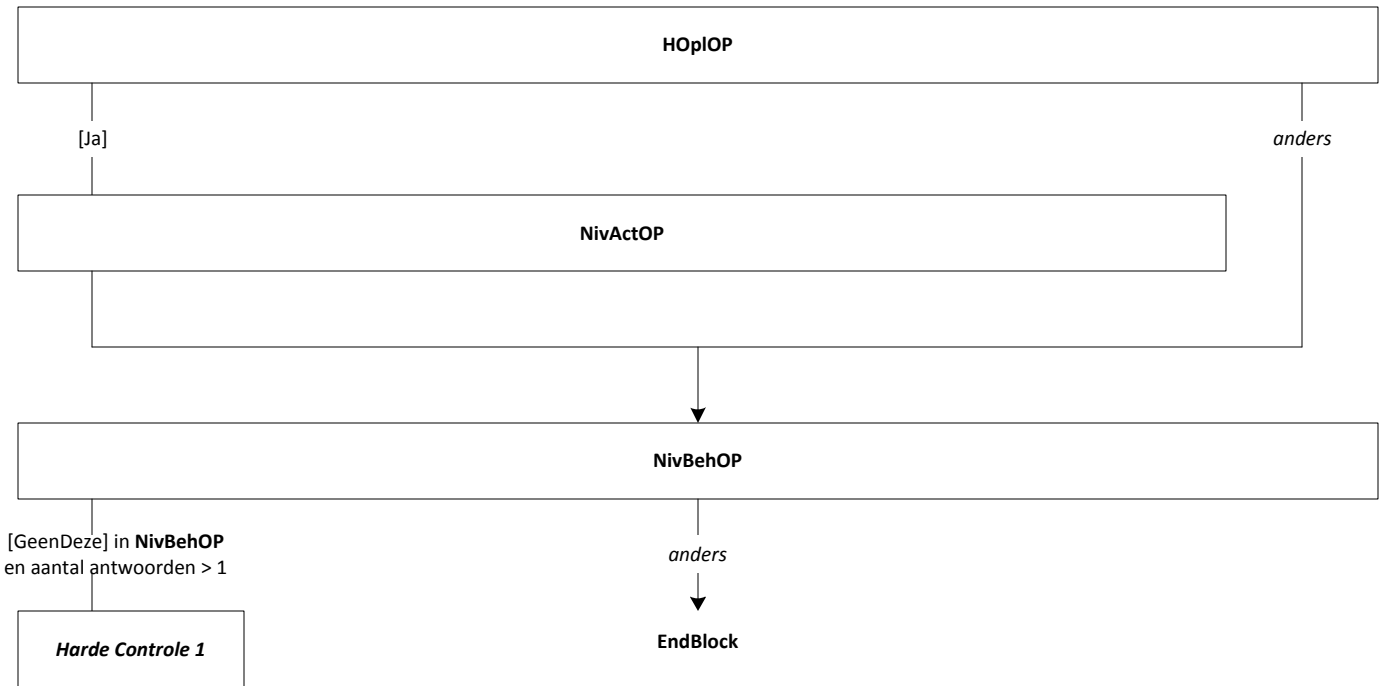 HOplOP
[Ja]
anders
NivActOP
NivBehOP
[GeenDeze] in NivBehOP
en aantal antwoorden > 1
anders
Harde Controle 1
EndBlock